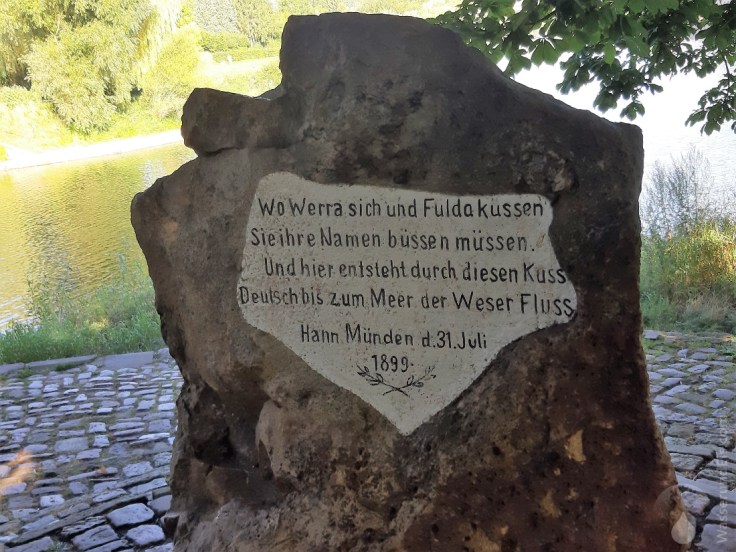 Wo Werra sich und Fulda küssen
Sie ihre Namen büssen müssen.
Und hier entsteht durch diesen Kuss
Deutsch bis zum Meer der Weser Fluss.
Hann Münden d. 31. Juli
1899.